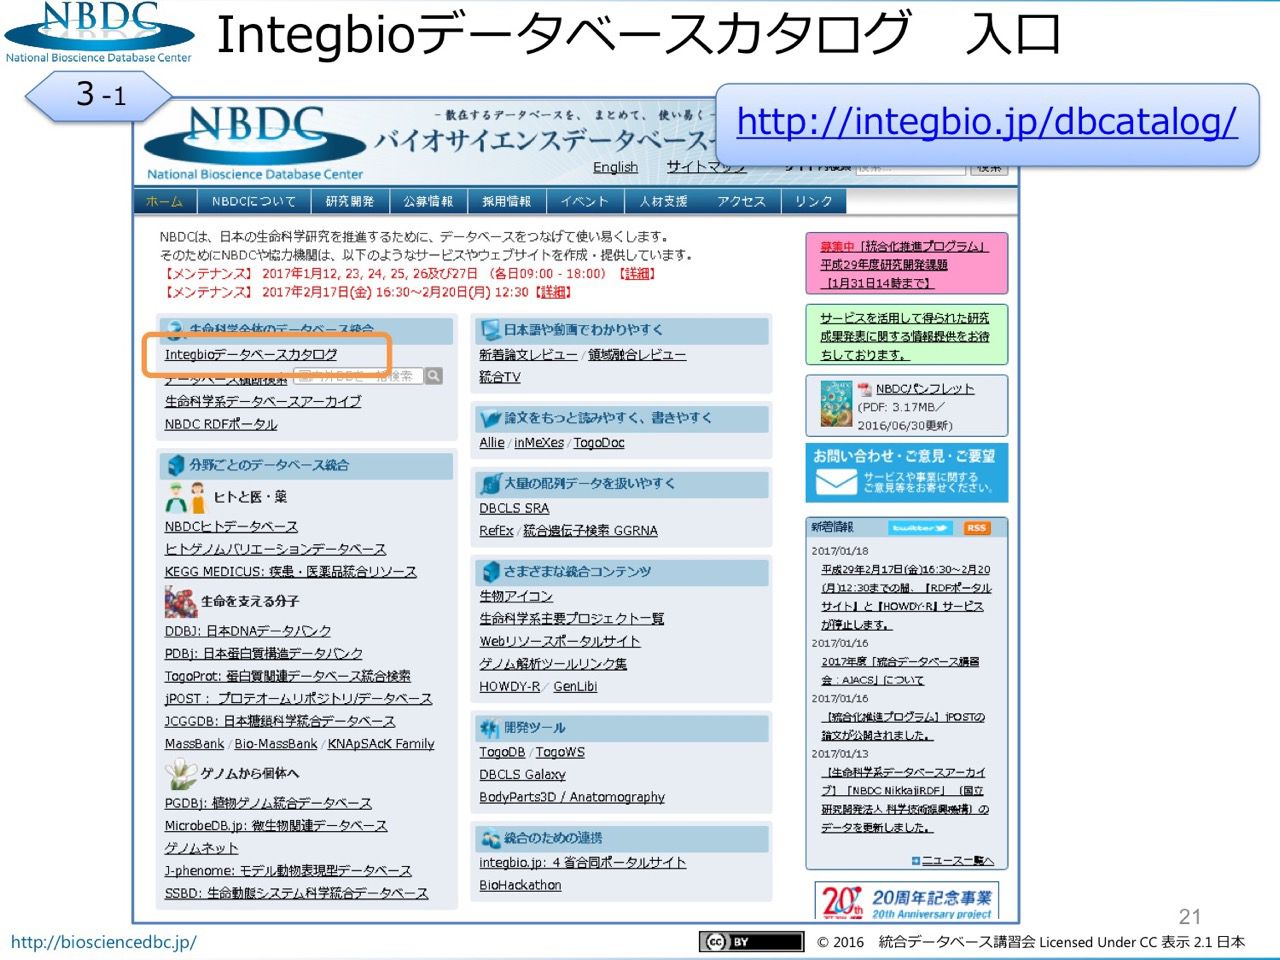 NBDC
National Bioscience Database Center
Integbioデータベースカタログ　入口
３-1
http://integbio.jp/dbcatalog/
NBDC
National Bioscience Database Center
- 散在するデータベースを、まとめて、使い易く -
バイオサイエンスデータベース
English サイトマップ
検索
ホーム NBDCについて 研究開発 公募情報 採用情報 イベント 人材支援 アクセス リンク
NBDCは、日本の生命科学研究を推進するために、データベースをつなげて使い易くします。
そのためにNBDCや協力機関は、以下のようなサービスやウェブサイトを作成・提供しています。
【メンテナンス】 2017年1月12, 23, 24, 25, 26及び27日 （各日09:00 - 18:00）【詳細】
【メンテナンス】 2017年2月17日(金) 16:30～2月20日(月) 12:30【詳細】
生命科学全体のデータベース統合
Integbioデータベースカタログ
データベース横断検索
生命科学系データベースアーカイブ
NBDC RDFポータル
分野ごとのデータベース統合
ヒトと医・薬
NBDCヒトデータベース
ヒトゲノムバリエーションデータベース
KEGG MEDICUS: 疾患・医薬品統合リソース
生命を支える分子
DDBJ: 日本DNAデータバンク
PDBj: 日本蛋白質構造データバンク
TogoProt: 蛋白質関連データベース統合検索
jPOST： プロテオームリポジトリ/データベース
JCGGDB: 日本糖鎖科学統合データベース
MassBank / Bio-MassBank / KNApSAcK Family
ゲノムから個体へ
PGDBj: 植物ゲノム統合データベース
MicrobeDB.jp: 微生物関連データベース
ゲノムネット
J-phenome: モデル動物表現型データベース
SSBD: 生命動態システム科学統合データベース
日本語や動画でわかりやすく
新着論文レビュー / 領域融合レビュー
統合TV
論文をもっと読みやすく、書きやすく
Allie / inMeXes / TogoDoc
大量の配列データを扱いやすく
DBCLS SRA
RefEx / 統合遺伝子検索 GGRNA
さまざまな統合コンテンツ
生物アイコン
生命科学系主要プロジェクト一覧
Webリソースポータルサイト
ゲノム解析ツールリンク集
HOWDY-R / GenLibi
開発ツール
TogoDB / TogoWS
DBCLS Galaxy
BodyParts3D / Anatomography
統合のための連携
integbio.jp: 4 省合同ポータルサイト
BioHackathon
募集中「統合化推進プログラム」
平成29年度研究開発課題
【1月31日14時まで】
サービスを活用して得られた研究
成果発表に関する情報提供をお待
ちしております。
NBDCパンフレット
(PDF: 3.17MB／
2016/06/30更新)
お問い合わせ・ご意見・ご要望
サービスや事業に関する
ご意見等をお寄せください。
新着情報 twitter RSS
2017/01/18
平成29年2月17日(金)16:30～2月20
(月)12:30までの間、『RDFポータル
サイト』と『HOWDY-R』サービス
が停止します。
2017/01/16
2017年度「統合データベース講習
会：AJACS」について
2017/01/16
【統合化推進プログラム】jPOSTの
論文が公開されました。
2017/01/13
【生命科学系データベースアーカイ
ブ】「NBDC NikkajiRDF」（国立
研究開発法人 科学技術振興機構）の
データを更新しました。
ニュース一覧へ
20th 20周年記念事業
20th Anniversary project
21
http://biosciencedbc.jp/
cc BY
© 2016　統合データベース講習会 Licensed Under CC 表示 2.1 日本